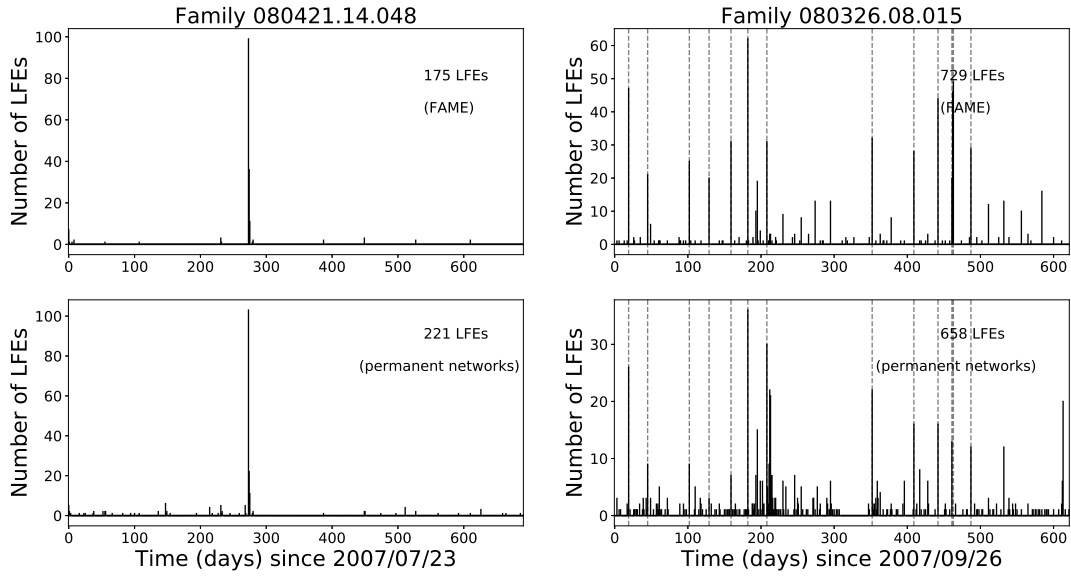 Family 080421.14.048
Number of LFEs
100
80
60
40
20
0
175 LFEs
(FAME)
0 100 200 300 400 500 600
Family 080326.08.015
Number of LFEs
60
50
40
30
20
10
0
729 LFEs
(FAME)
0 100 200 300 400 500 600
Number of LFEs
100
80
60
40
20
0
221 LFEs
(permanent networks)
0 100 200 300 400 500 600
Time (days) since 2007/07/23
Number of LFEs
30
20
10
0
658 LFEs
(permanent networks)
0 100 200 300 400 500 600
Time (days) since 2007/09/26